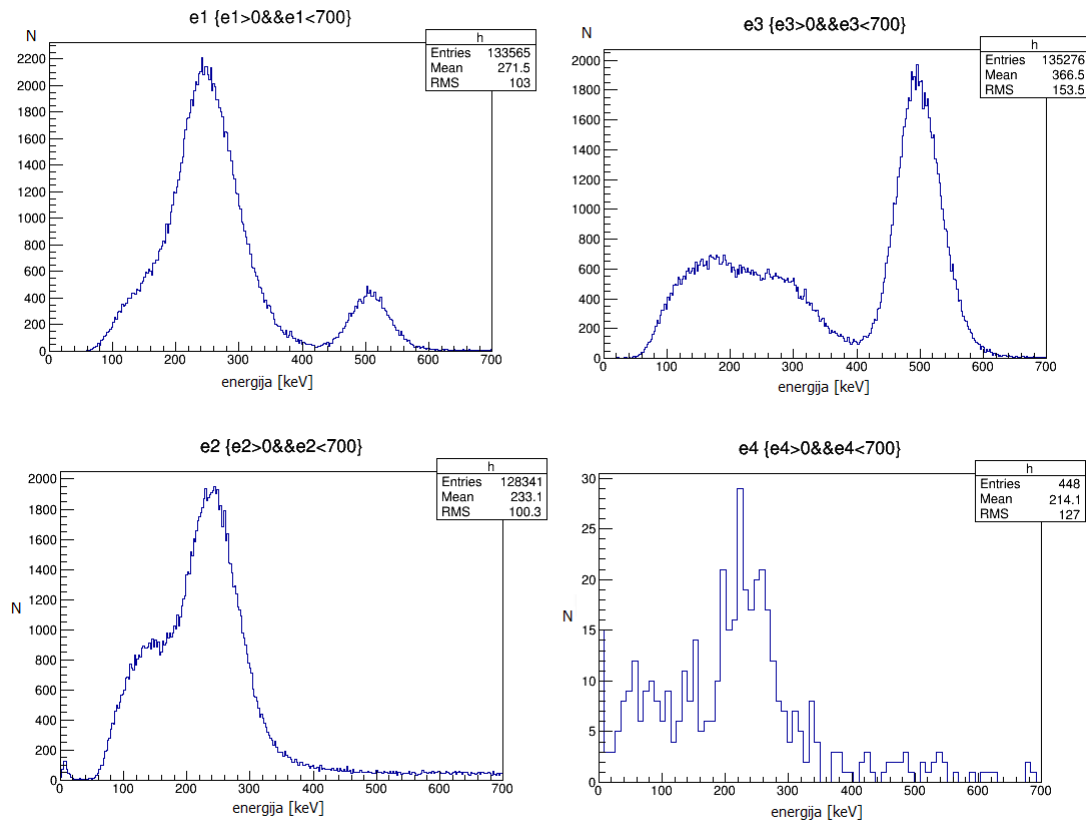 e1 {e1>0&&e1<700}
N
h
Entries 133565
Mean 271.5
RMS 103
2200
2000
1800
1600
1400
1200
1000
800
600
400
200
0
0 100 200 300 400 500 600 700
energija [keV]
e3 {e3>0&&e3<700}
N
h
Entries 135276
Mean 366.5
RMS 153.5
2000
1800
1600
1400
1200
1000
800
600
400
200
0
0 100 200 300 400 500 600 700
energija [keV]
e2 {e2>0&&e2<700}
h
Entries 128341
Mean 233.1
RMS 100.3
2000
1800
1600
1400
1200
N
1000
800
600
400
200
0
0 100 200 300 400 500 600 700
energija [keV]
e4 {e4>0&&e4<700}
h
Entries 448
Mean 214.1
RMS 127
30
25
20
15
N
10
5
0
0 100 200 300 400 500 600 700
energija [keV]